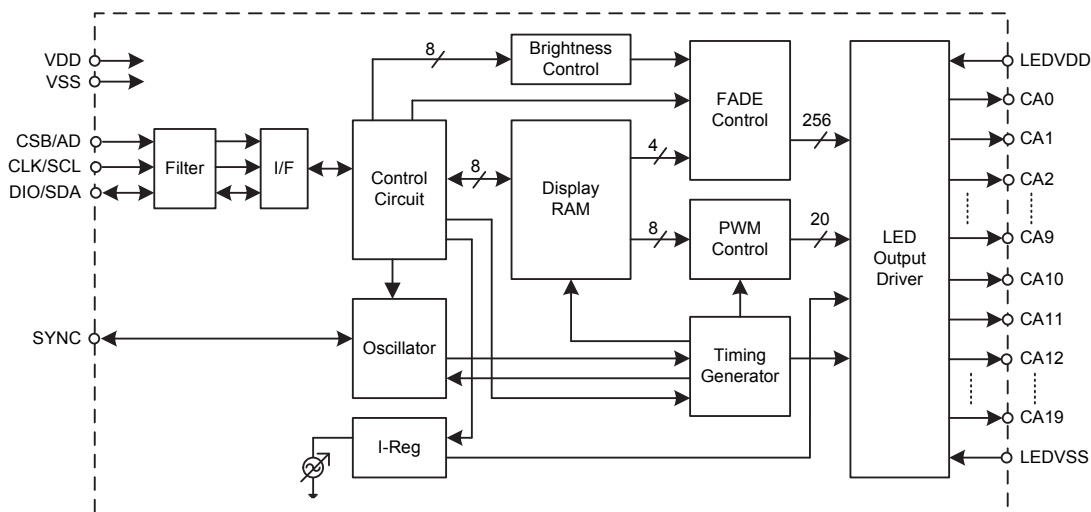 VDD
VSS
CSB/AD
CLK/SCL
DIO/SDA
SYNC
Filter
I/F
8
Brightness
Control
Control
Circuit
8
Display
RAM
4
8
FADE
Control
256
PWM
Control
20
Oscillator
Timing
Generator
I-Reg
LED
Output
Driver
LEDVDD
CA0
CA1
CA2
CA9
CA10
CA11
CA12
CA19
LEDVSS